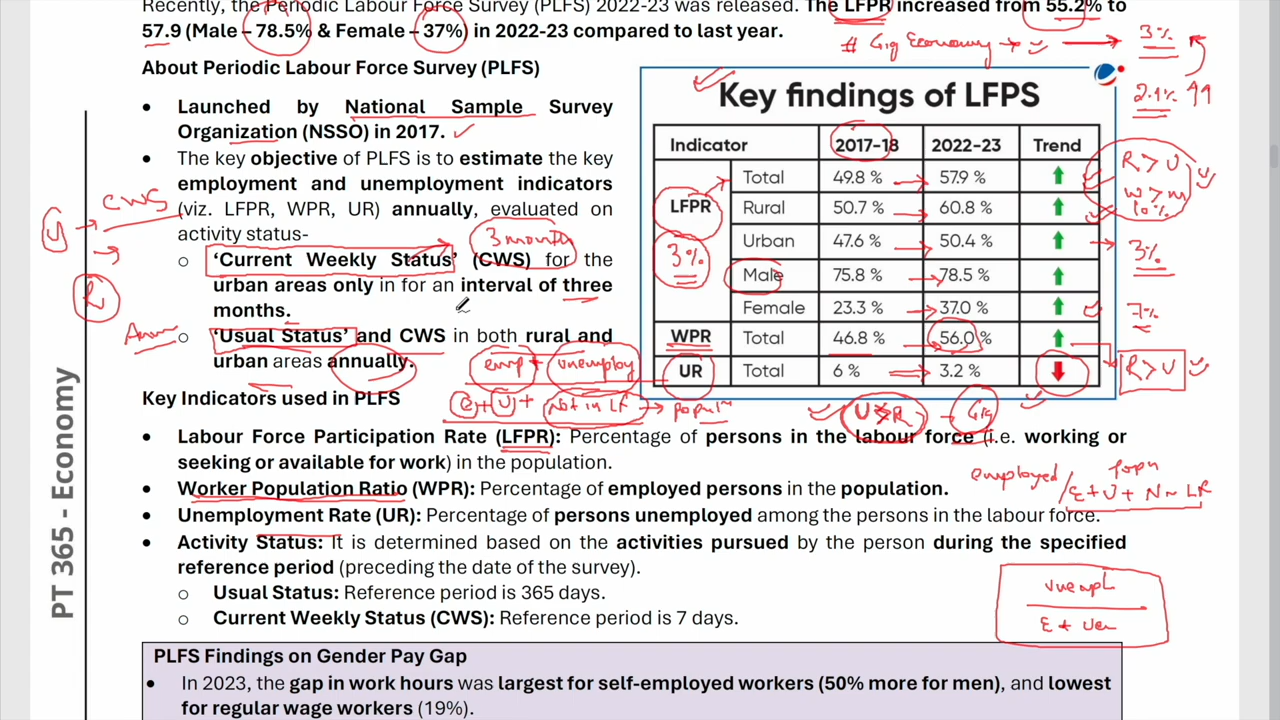 Recently, the Periodic Labour Force Survey (PLFS) 2022-23 was released. The LFPR increased from 55.2% to
57.9 (Male – 78.5% & Female – 37%) in 2022-23 compared to last year.
# Gig Economy → 3%
2.1% ↑↑
About Periodic Labour Force Survey (PLFS)
• Launched by National Sample Survey
Organization (NSSO) in 2017.
• The key objective of PLFS is to estimate the key
employment and unemployment indicators
(viz. LFPR, WPR, UR) annually, evaluated on
activity status-
U → CWS
3 month
○ ‘Current Weekly Status’ (CWS) for the
urban areas only in for an interval of three
months.
R
○ ‘Usual Status’ and CWS in both rural and
urban areas annually.
Key findings of LFPS
Indicator 2017-18 2022-23 Trend
LFPR Total 49.8 % 57.9 % ↑
Rural 50.7 % 60.8 % ↑
Urban 47.6 % 50.4 % ↑
Male 75.8 % 78.5 % ↑
Female 23.3 % 37.0 % ↑
WPR Total 46.8 % 56.0 % ↑
UR Total 6 % 3.2 % ↓
3%
R > U
W > M
10%
3%
7%
R > U
emp + unemploy
E + U + Not in LF → populn
Gig
Key Indicators used in PLFS
• Labour Force Participation Rate (LFPR): Percentage of persons in the labour force (i.e. working or
seeking or available for work) in the population.
• Worker Population Ratio (WPR): Percentage of employed persons in the population.
employed / popn
E + U + N
• Unemployment Rate (UR): Percentage of persons unemployed among the persons in the labour force.
• Activity Status: It is determined based on the activities pursued by the person during the specified
reference period (preceding the date of the survey).
○ Usual Status: Reference period is 365 days.
○ Current Weekly Status (CWS): Reference period is 7 days.
PT 365 - Economy
PLFS Findings on Gender Pay Gap
• In 2023, the gap in work hours was largest for self-employed workers (50% more for men), and lowest
for regular wage workers (19%).